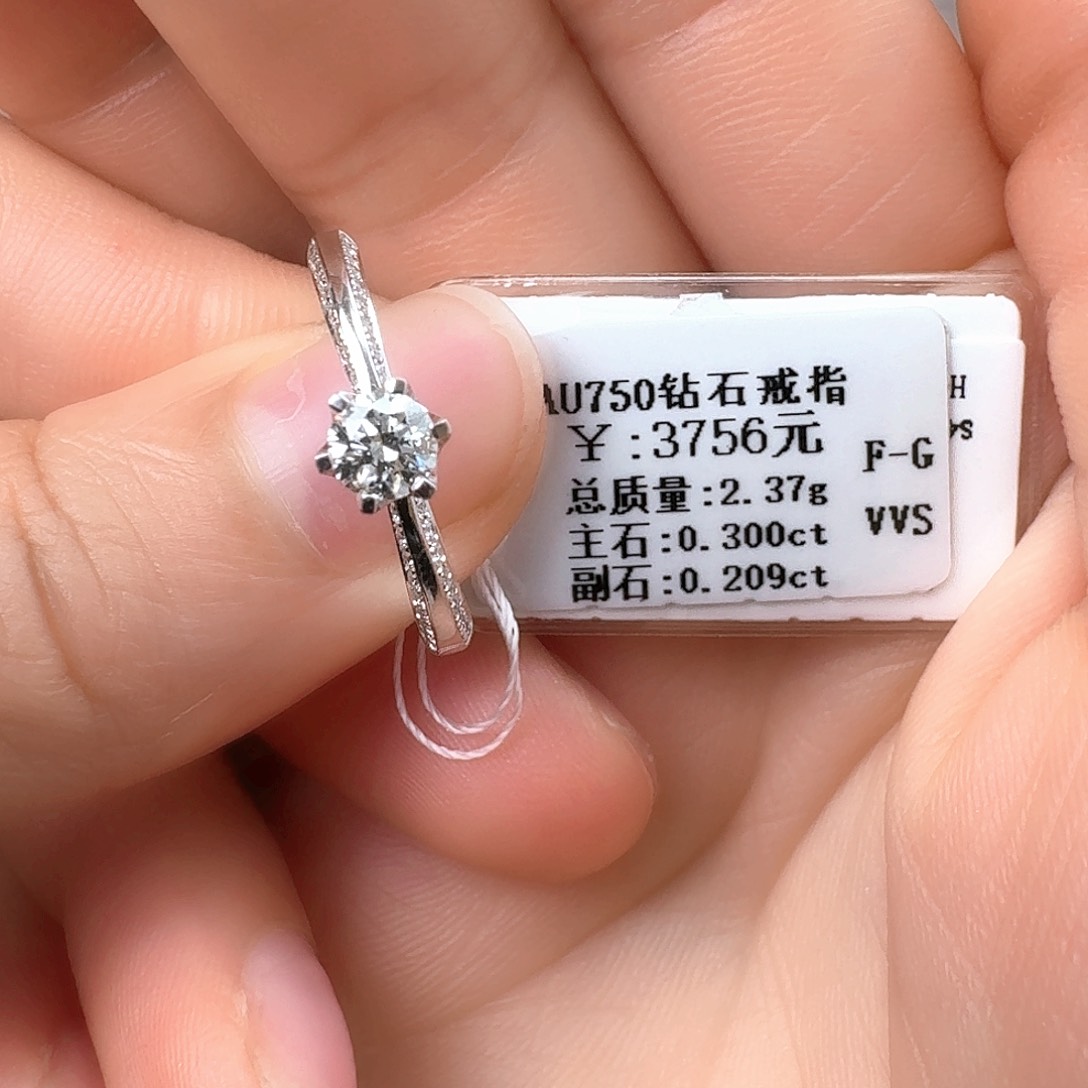 AU750钻石戒指
￥:3756元
F-G
总质量:2.37g
VVS
主石:0.300ct
副石:0.209ct
H